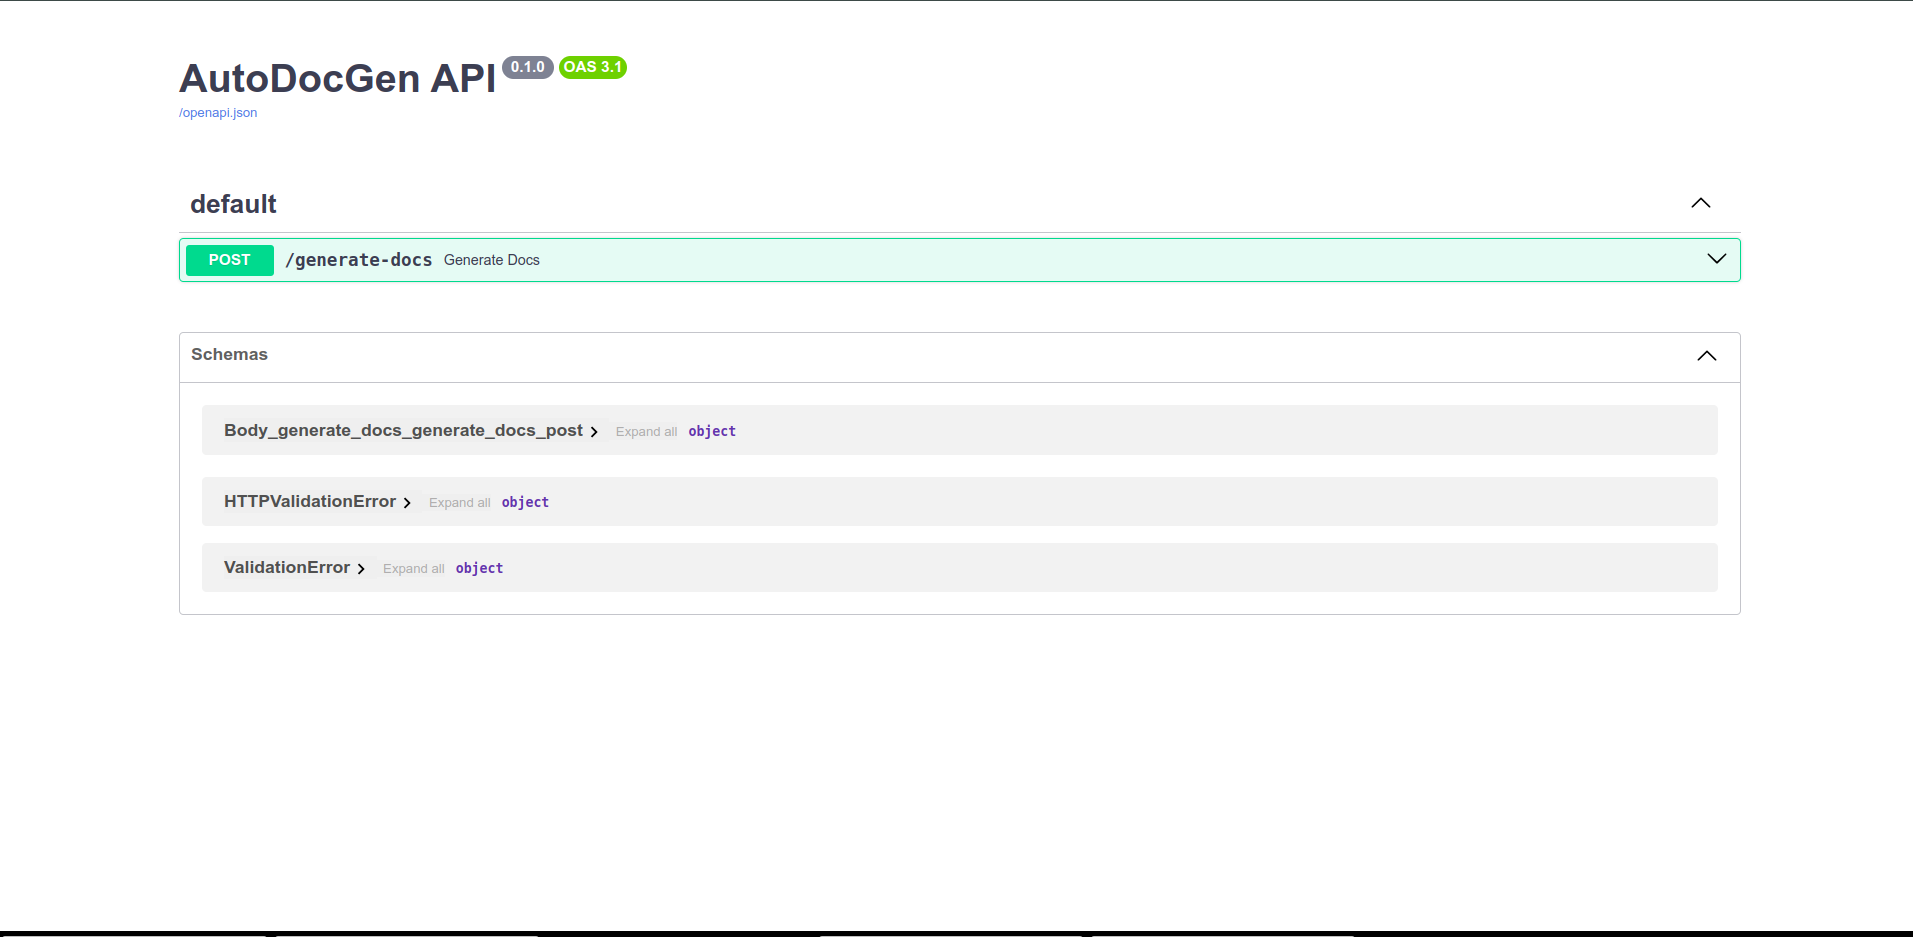 AutoDocGen API 0.1.0 OAS 3.1
/openapi.json
default
POST /generate-docs Generate Docs
Schemas
Body_generate_docs_generate_docs_post Expand all object
HTTPValidationError Expand all object
ValidationError Expand all object